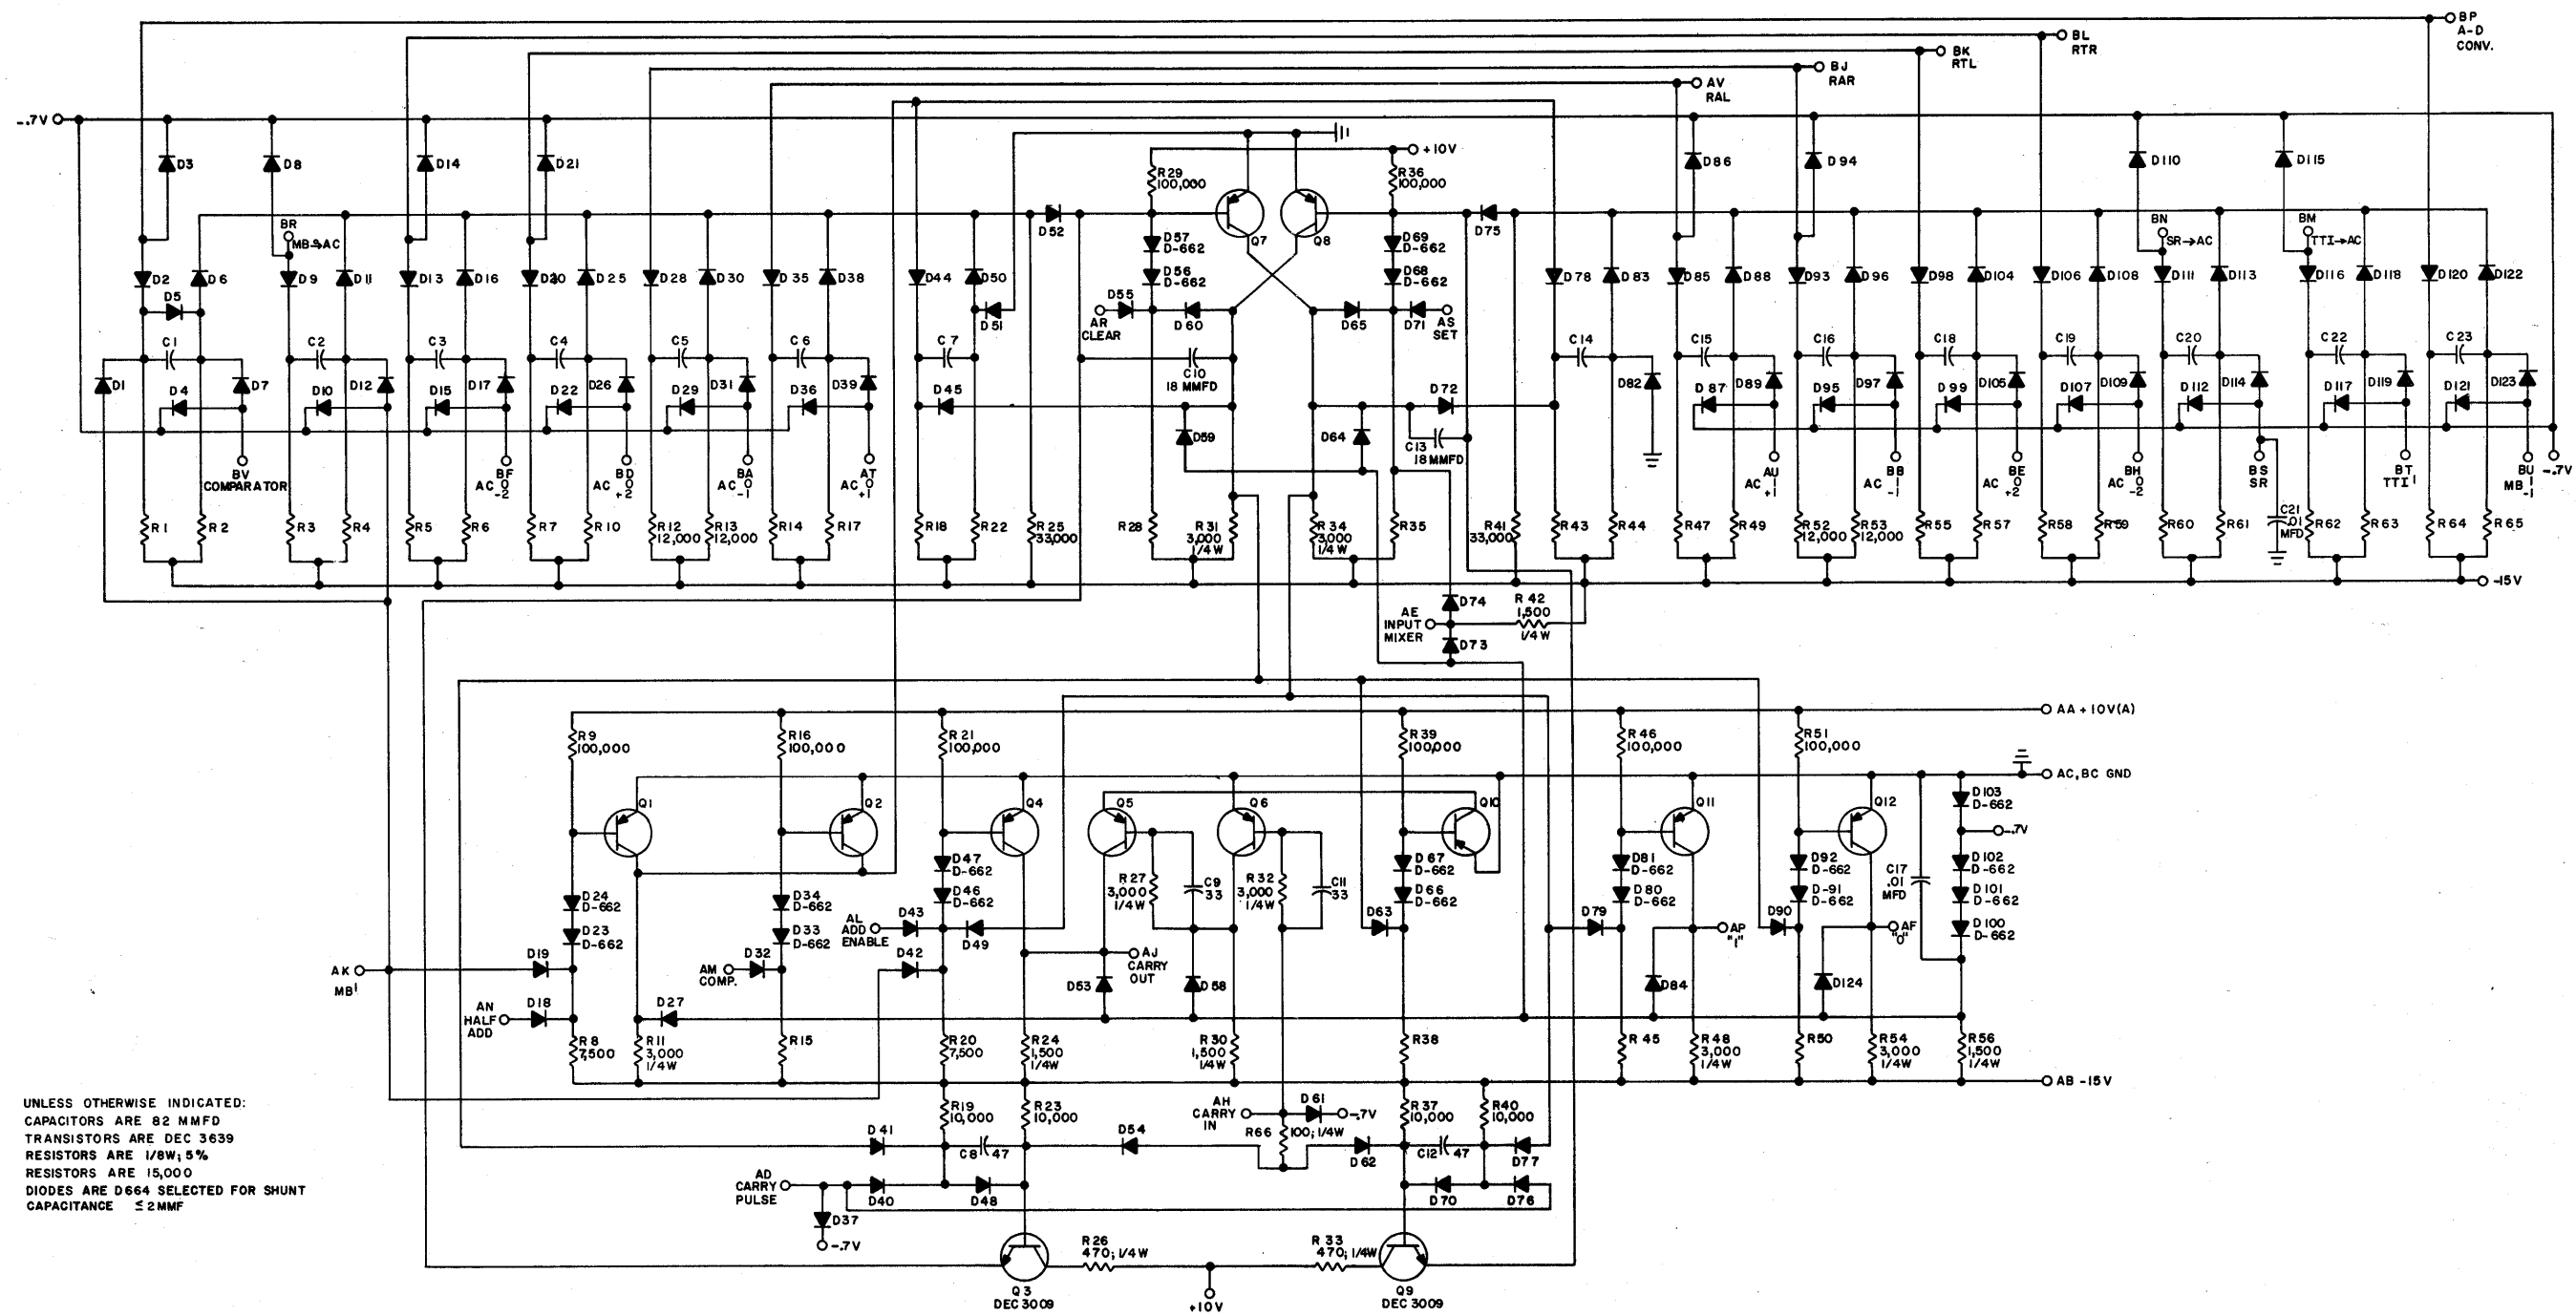 BP
A-D
CONV.
BL
RTR
BK
RTL
BJ
RAR
AV
RAL
-.7V
D3
D8
D14
D21
+10V
R29
100,000
R36
100,000
D86
D94
D110
D115
BR
MB→AC
D52
Q7
Q8
D75
BN
SR→AC
BM
TTI→AC
D57
D-662
D69
D-662
D2
D6
D9
D11
D13
D16
D20
D25
D28
D30
D35
D38
D44
D50
D56
D-662
D68
D-662
D78
D83
D85
D88
D93
D96
D98
D104
D106
D108
D111
D113
D116
D118
D120
D122
D5
D51
D55
AR
CLEAR
D60
D65
D71
AS
SET
C1
C2
C3
C4
C5
C6
C7
C10
18 MMFD
C14
C15
C16
C18
C19
C20
C22
C23
D1
D4
D7
D10
D12
D15
D17
D22
D26
D29
D31
D36
D39
D45
D72
D82
D87
D89
D95
D97
D99
D105
D107
D109
D112
D114
D117
D119
D121
D123
D59
D64
C13
18 MMFD
BV
COMPARATOR
BF
AC 0
-2
BD
AC 0
+2
BA
AC 0
-1
AT
AC 0
+1
AU
AC 1
+1
BB
AC 1
-1
BE
AC 0
+2
BH
AC 0
-2
BS
SR
BT
TTI 1
BU
MB 1
-1
-.7V
R1
R2
R3
R4
R5
R6
R7
R10
R12
12,000
R13
12,000
R14
R17
R18
R22
R25
33,000
R28
R31
3,000
1/4W
R34
3,000
1/4W
R35
R41
33,000
R43
R44
R47
R49
R52
12,000
R53
12,000
R55
R57
R58
R59
R60
R61
C21
.01
MFD
R62
R63
R64
R65
-15V
D74
AE
INPUT
MIXER
R 42
1,500
1/4 W
D73
AA + 10V(A)
R9
100,000
R16
100,000
R21
100,000
R39
100,000
R46
100,000
R51
100,000
AC, BC GND
Q1
Q2
Q4
Q5
Q6
Q10
Q11
Q12
D103
D-662
-.7V
D47
D-662
D46
D-662
R27
3,000
1/4W
C9
33
R32
3,000
1/4W
C11
33
D67
D-662
D66
D-662
D81
D-662
D80
D-662
D92
D-662
D-91
D-662
C17
.01
MFD
D102
D-662
D101
D-662
D100
D-662
D24
D-662
D23
D-662
D34
D-662
D33
D-662
AL
ADD
ENABLE
D43
D49
D63
D79
AP
"1"
D90
AF
"0"
AK
MB1
D19
AM
COMP.
D32
D42
AJ
CARRY
OUT
D53
D58
D84
D124
AN
HALF
ADD
D18
D27
R8
7,500
R11
3,000
1/4W
R15
R20
7,500
R24
1,500
1/4W
R30
1,500
1/4W
R38
R45
R48
3,000
1/4W
R50
R54
3,000
1/4W
R56
1,500
1/4W
AB -15V
R19
10,000
R23
10,000
AH
CARRY
IN
D61
-.7V
R37
10,000
R40
10,000
D41
C8
47
D54
R66
100; 1/4W
D62
C12
47
D77
AD
CARRY
PULSE
D40
D48
D70
D76
D37
-.7V
R 26
470; 1/4W
R 33
470; 1/4W
Q3
DEC 3009
+10V
Q9
DEC 3009
UNLESS OTHERWISE INDICATED:
CAPACITORS ARE 82 MMFD
TRANSISTORS ARE DEC 3639
RESISTORS ARE 1/8W; 5%
RESISTORS ARE 15,000
DIODES ARE D664 SELECTED FOR SHUNT
CAPACITANCE ≤ 2MMF